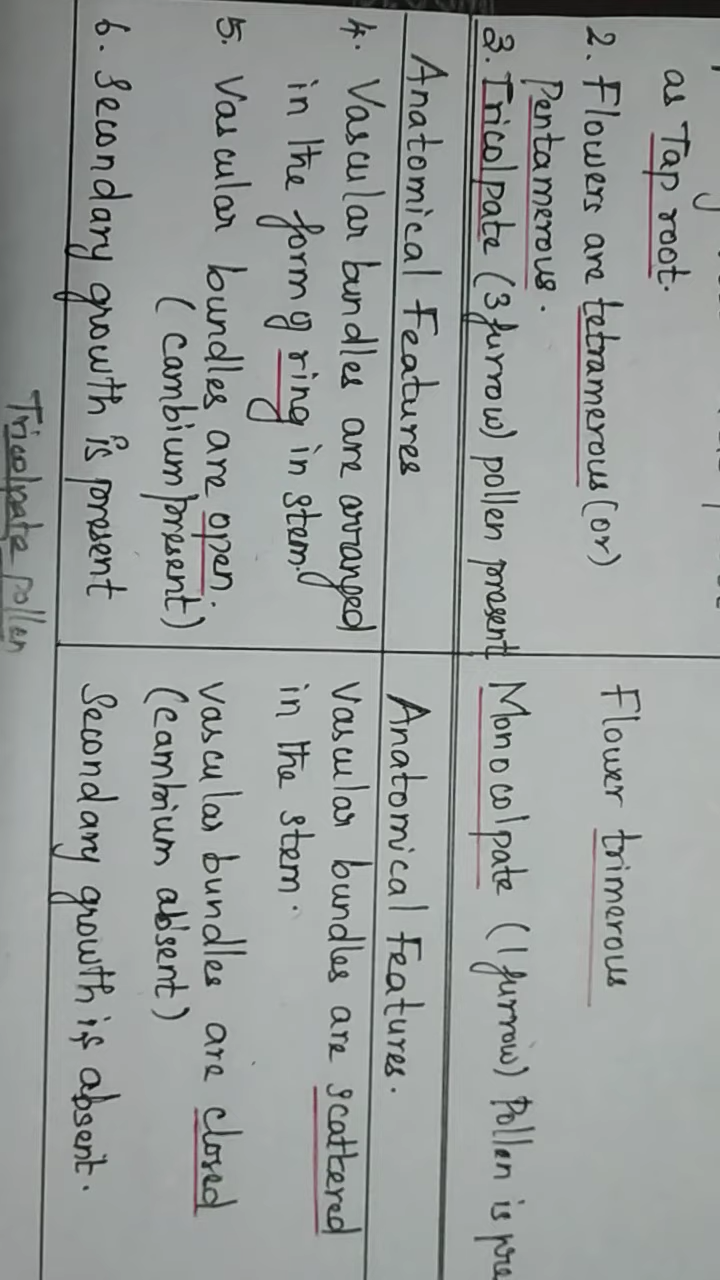 as Tap root.
2. Flowers are tetramerous (or)
Pentamerous.
Flower trimerous
3. Tricolpate (3 furrow) pollen present
Monocolpate (1 furrow) Pollen is
Anatomical Features
Anatomical Features.
4. Vascular bundles are arranged
in the form of ring in stem.
Vascular bundles are scattered
in the stem.
5. Vascular bundles are open.
(Cambium present)
Vascular bundles are closed
(cambium absent)
6. Secondary growth is present
Secondary growth is absent.
Tricolpate pollen